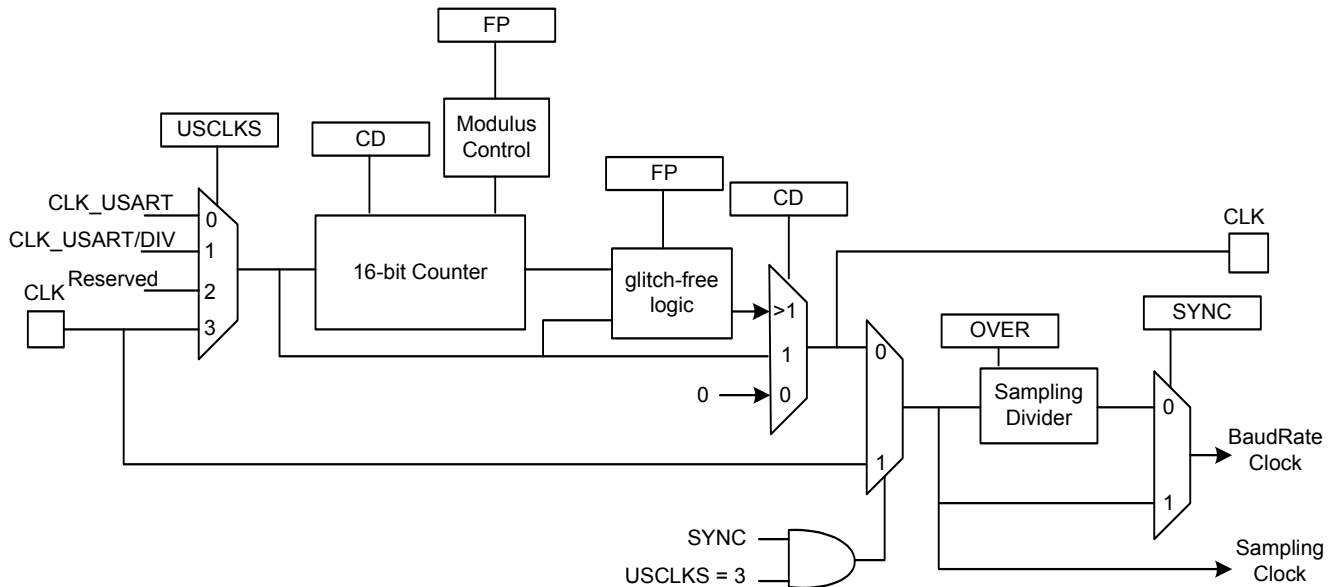 FP
USCLKS
CD
Modulus
Control
FP
CD
CLK_USART
0
CLK_USART/DIV
1
Reserved
2
CLK
3
16-bit Counter
glitch-free
logic
>1
1
0
0
CLK
0
1
OVER
Sampling
Divider
SYNC
0
1
BaudRate
Clock
SYNC
USCLKS = 3
Sampling
Clock